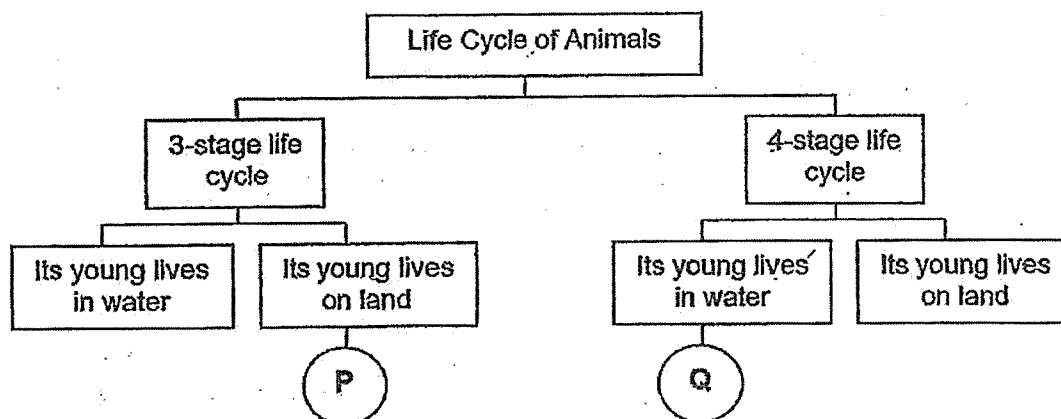 Life Cycle of Animals
3-stage life
cycle
4-stage life
cycle
Its young lives
in water
Its young lives
on land
Its young lives
in water
Its young lives
on land
P
Q